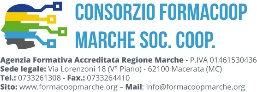 CONSORZIO FORMACOOP
MARCHE SOC. COOP.
Agenzia Formativa Accreditata Regione Marche - P.IVA 01461530436
Sede legale: Via Lorenzoni 18 (V° Piano) - 62100 Macerata (MC)
Tel.: 0733261308 - Fax.: 0733264410
Sito: www.formacoopmarche.org – Mail: info@formacoopmarche.org